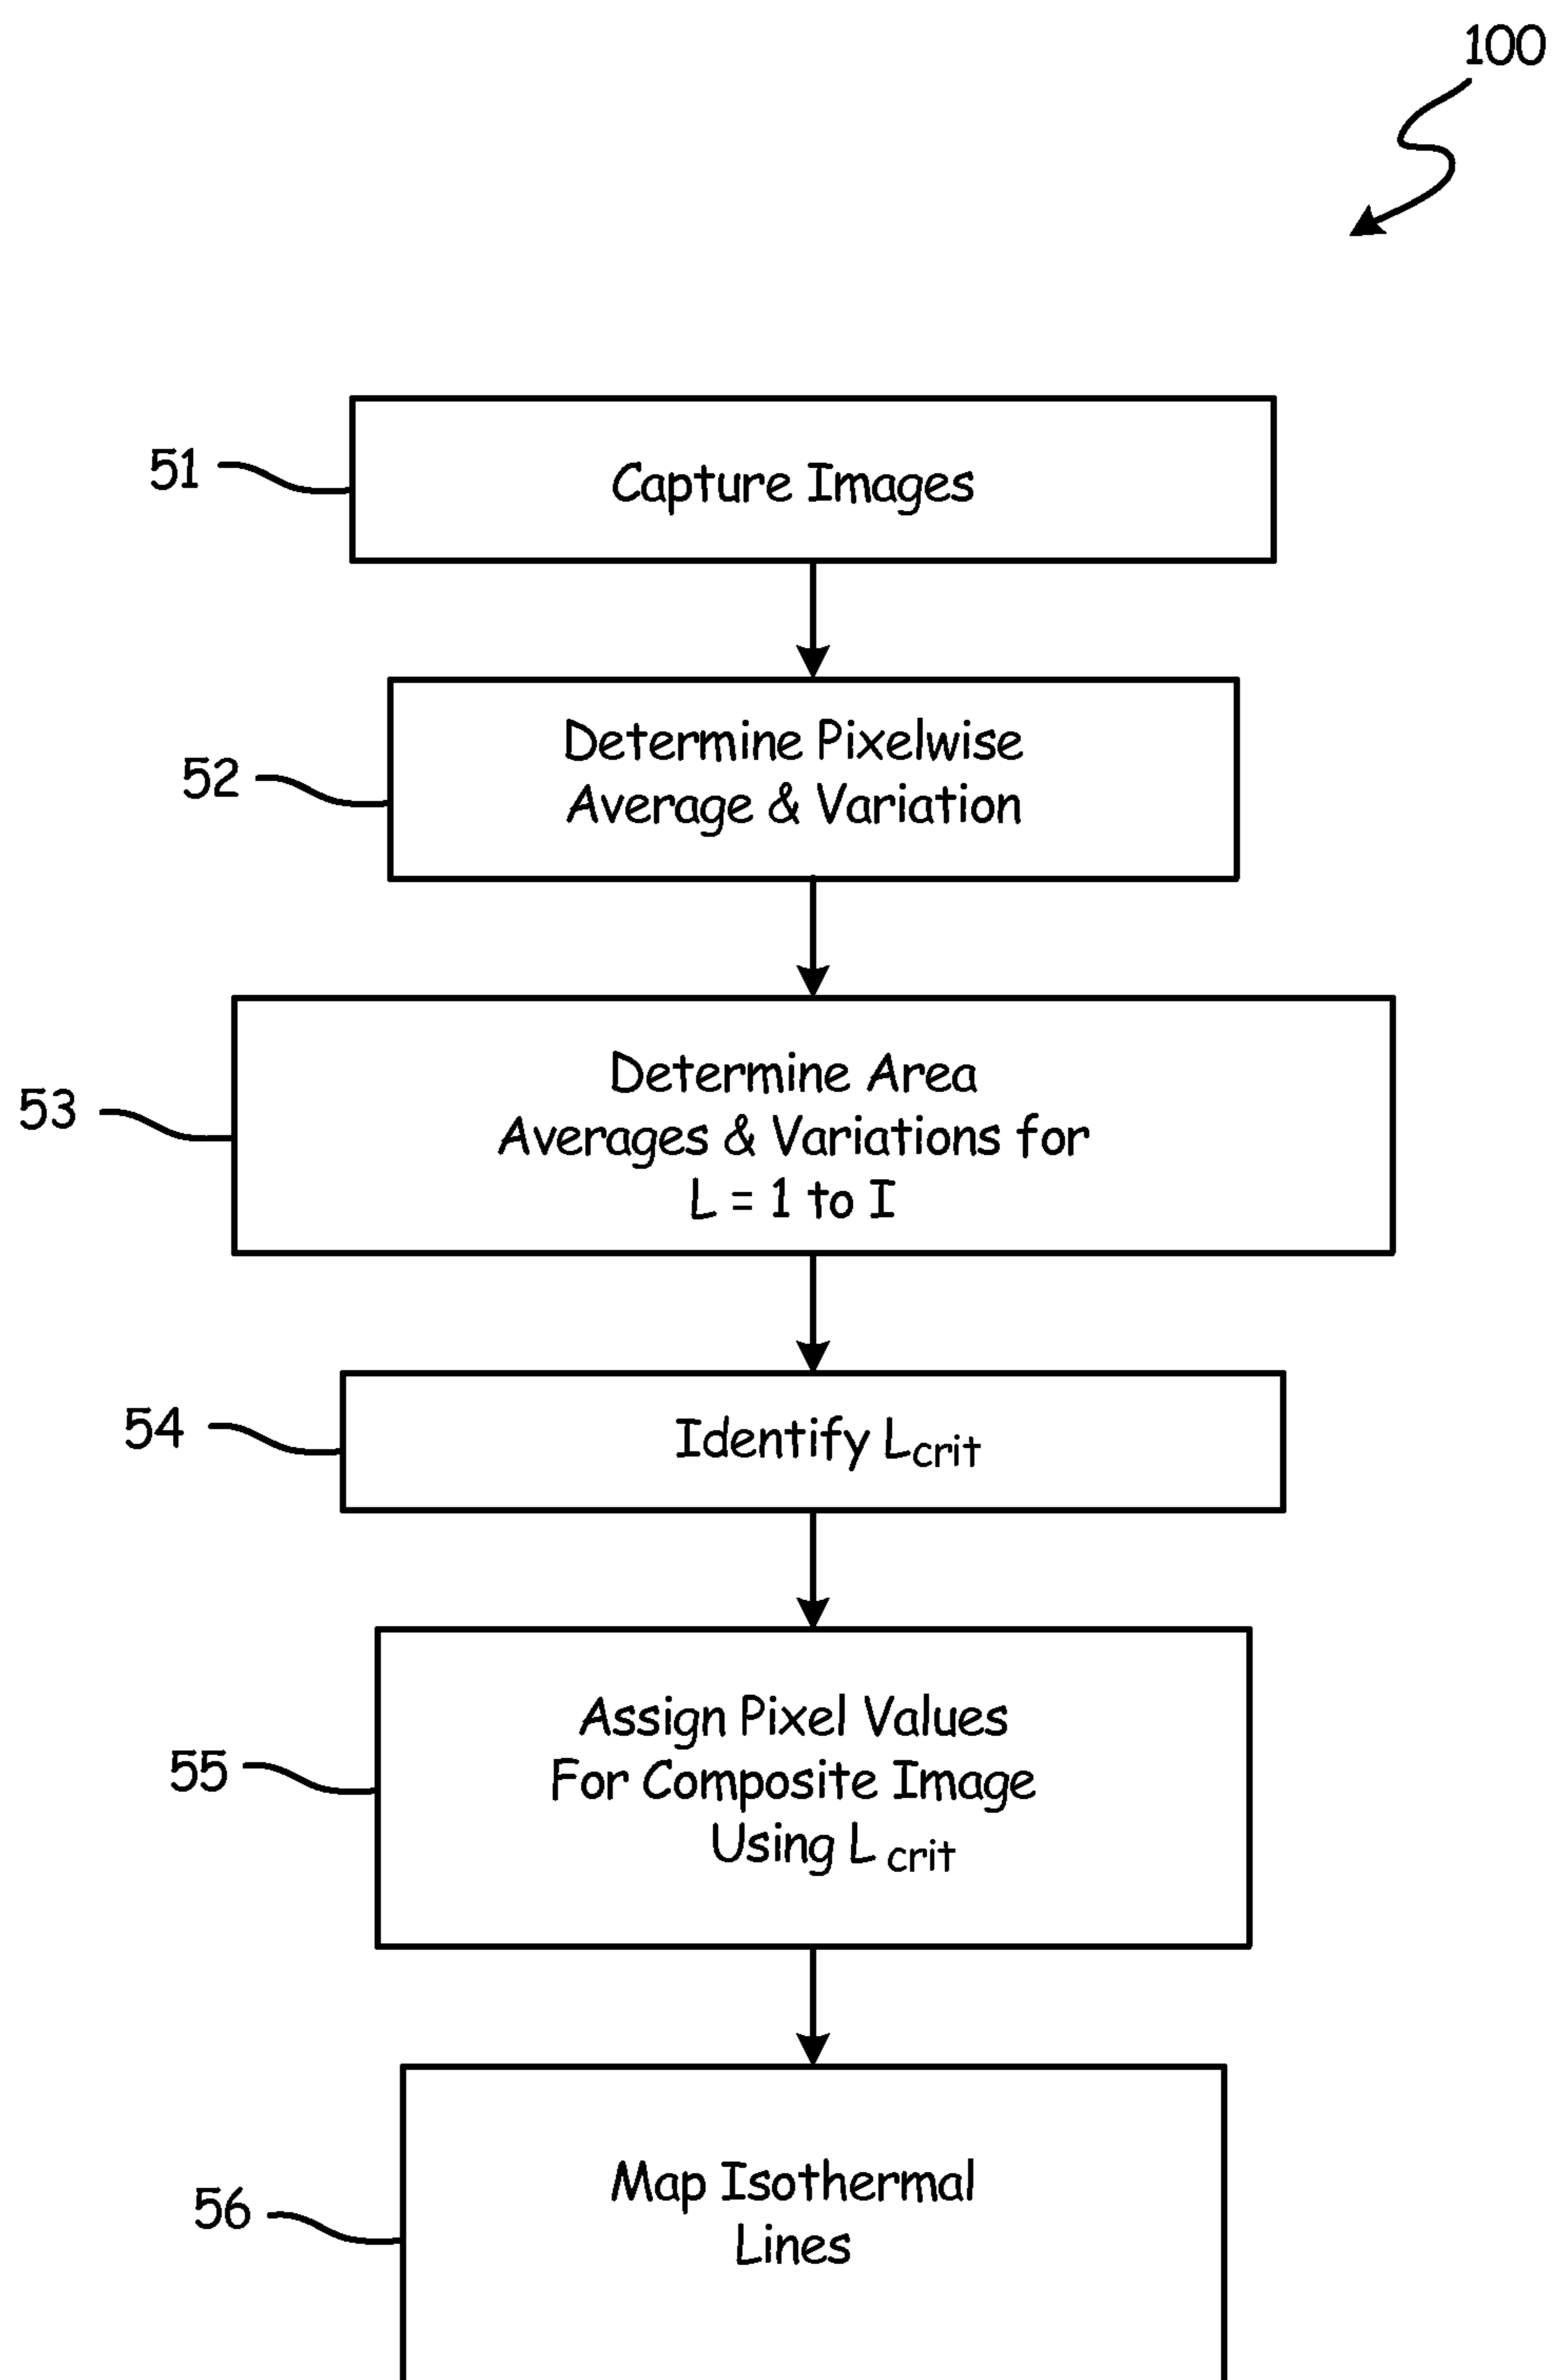 100
51
Capture Images
52
Determine Pixelwise
Average & Variation
53
Determine Area
Averages & Variations for
L = 1 to I
54
Identify Lcrit
55
Assign Pixel Values
For Composite Image
Using L crit
56
Map Isothermal
Lines